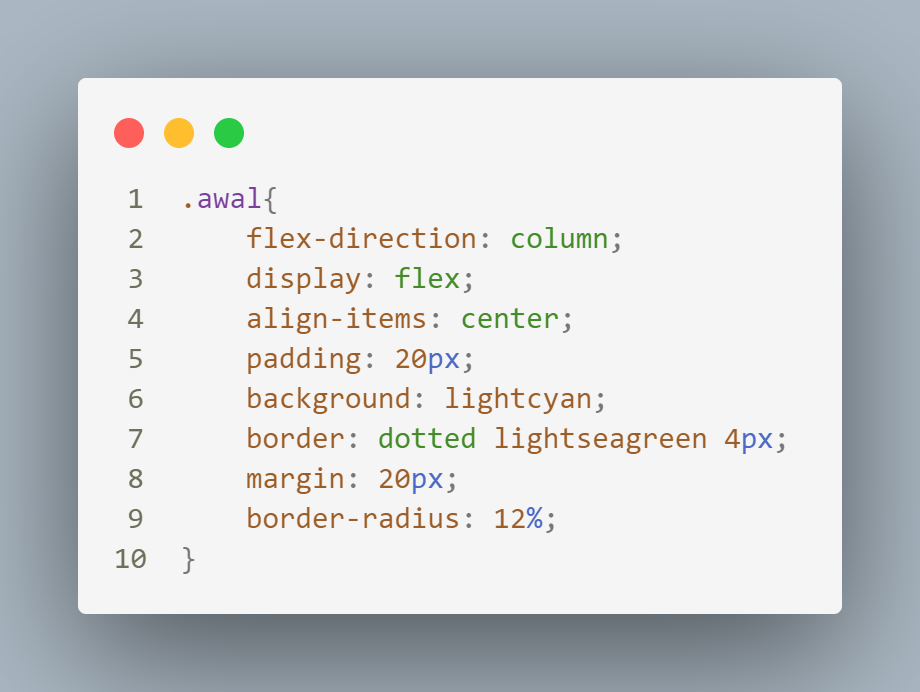 1 .awal{
2 flex-direction: column;
3 display: flex;
4 align-items: center;
5 padding: 20px;
6 background: lightcyan;
7 border: dotted lightseagreen 4px;
8 margin: 20px;
9 border-radius: 12%;
10 }